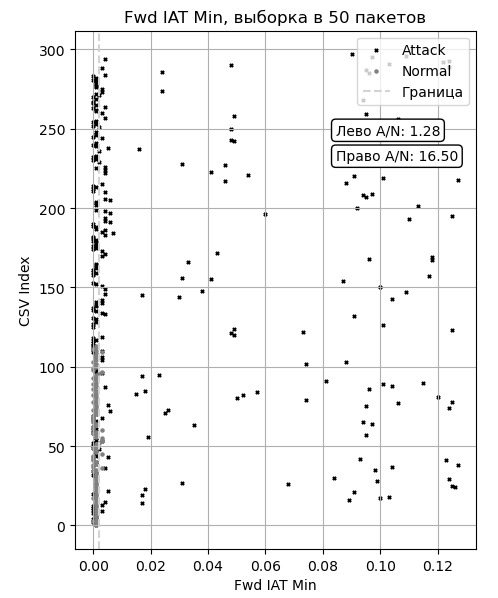 Fwd IAT Min, выборка в 50 пакетов
300
250
200
150
100
50
0
CSV Index
Attack
Normal
Граница
Лево A/N: 1.28
Право A/N: 16.50
0.00 0.02 0.04 0.06 0.08 0.10 0.12
Fwd IAT Min